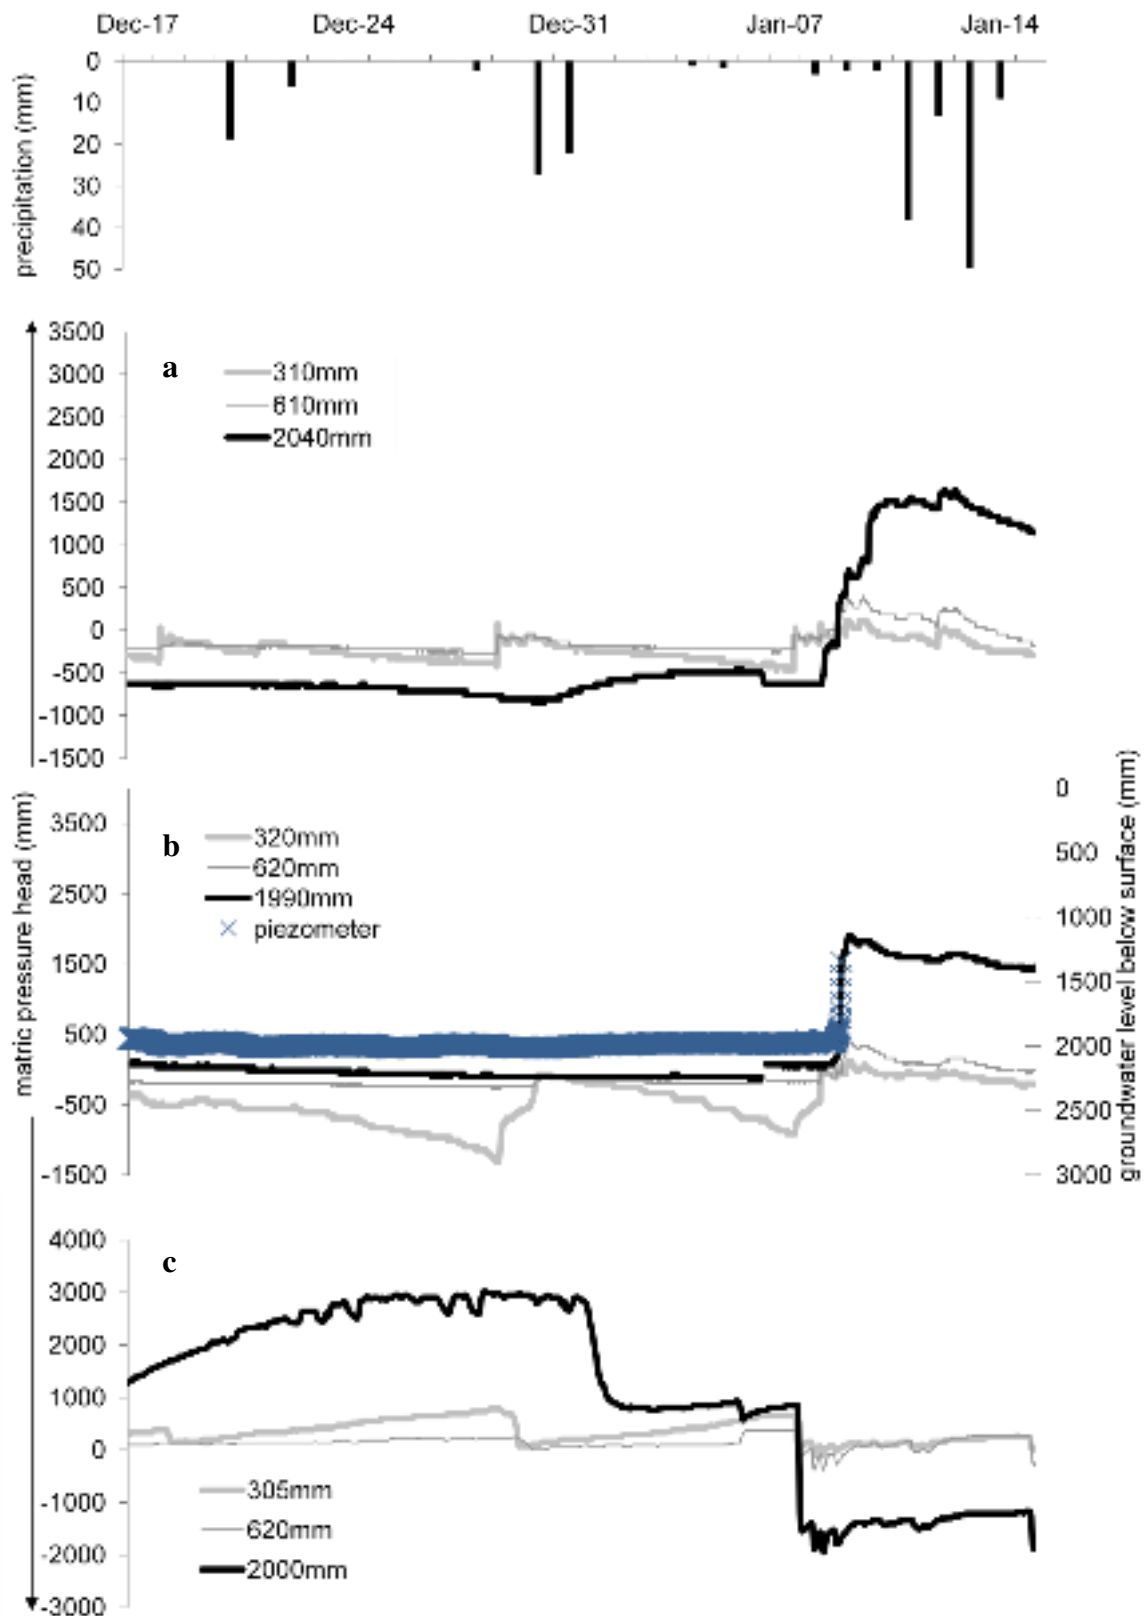 Dec-17 Dec-24 Dec-31 Jan-07 Jan-14
0
10
20
30
40
50
precipitation (mm)
3500
3000
2500
2000
1500
1000
500
0
-500
-1000
-1500
a
310mm
610mm
2040mm
matric pressure head (mm)
3500
2500
1500
500
-500
-1500
b
320mm
620mm
1990mm
piezometer
0
500
1000
1500
2000
2500
3000
groundwater level below surface (mm)
4000
3000
2000
1000
0
-1000
-2000
-3000
c
305mm
620mm
2000mm